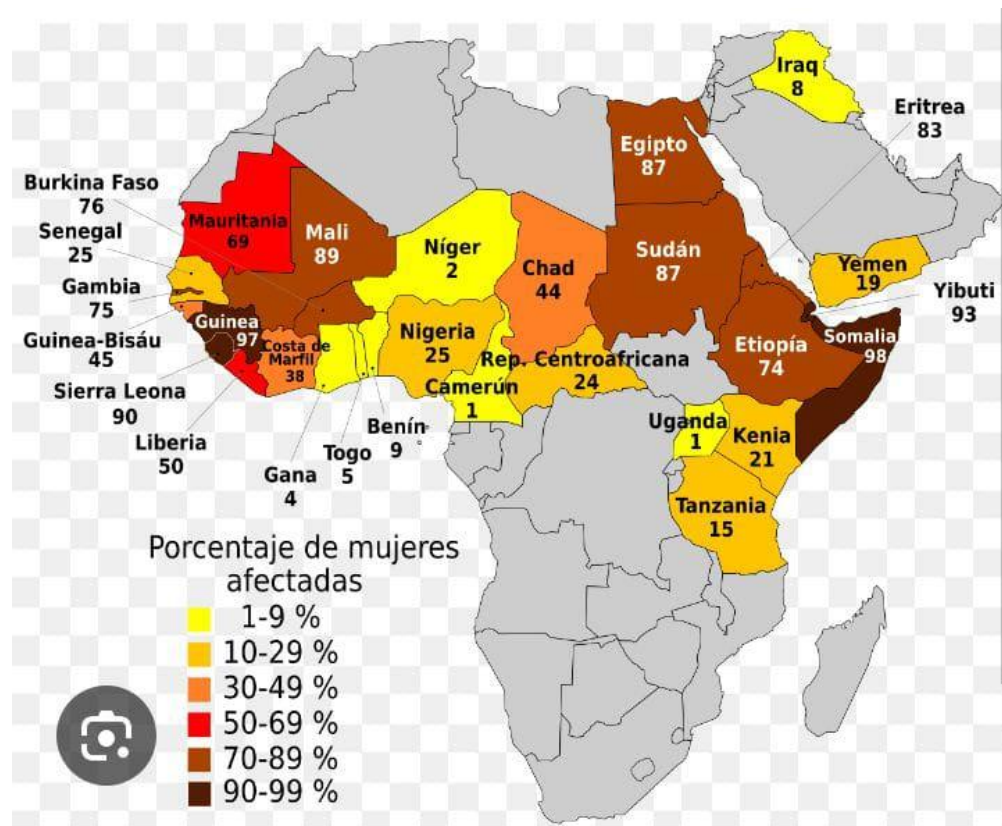 Iraq
8
Eritrea
83
Egipto
87
Burkina Faso
76
Mauritania
69
Mali
89
Senegal
25
Níger
2
Chad
44
Sudán
87
Yemen
19
Gambia
75
Yibuti
93
Guinea
97
Guinea-Bisáu
45
Costa de
Marfil
38
Nigeria
25
Rep. Centroafricana
24
Etiopía
74
Somalia
98
Sierra Leona
90
Camerún
1
Uganda
1
Kenia
21
Liberia
50
Benín
9
Togo
5
Gana
4
Tanzania
15
Porcentaje de mujeres
afectadas
1-9 %
10-29 %
30-49 %
50-69 %
70-89 %
90-99 %